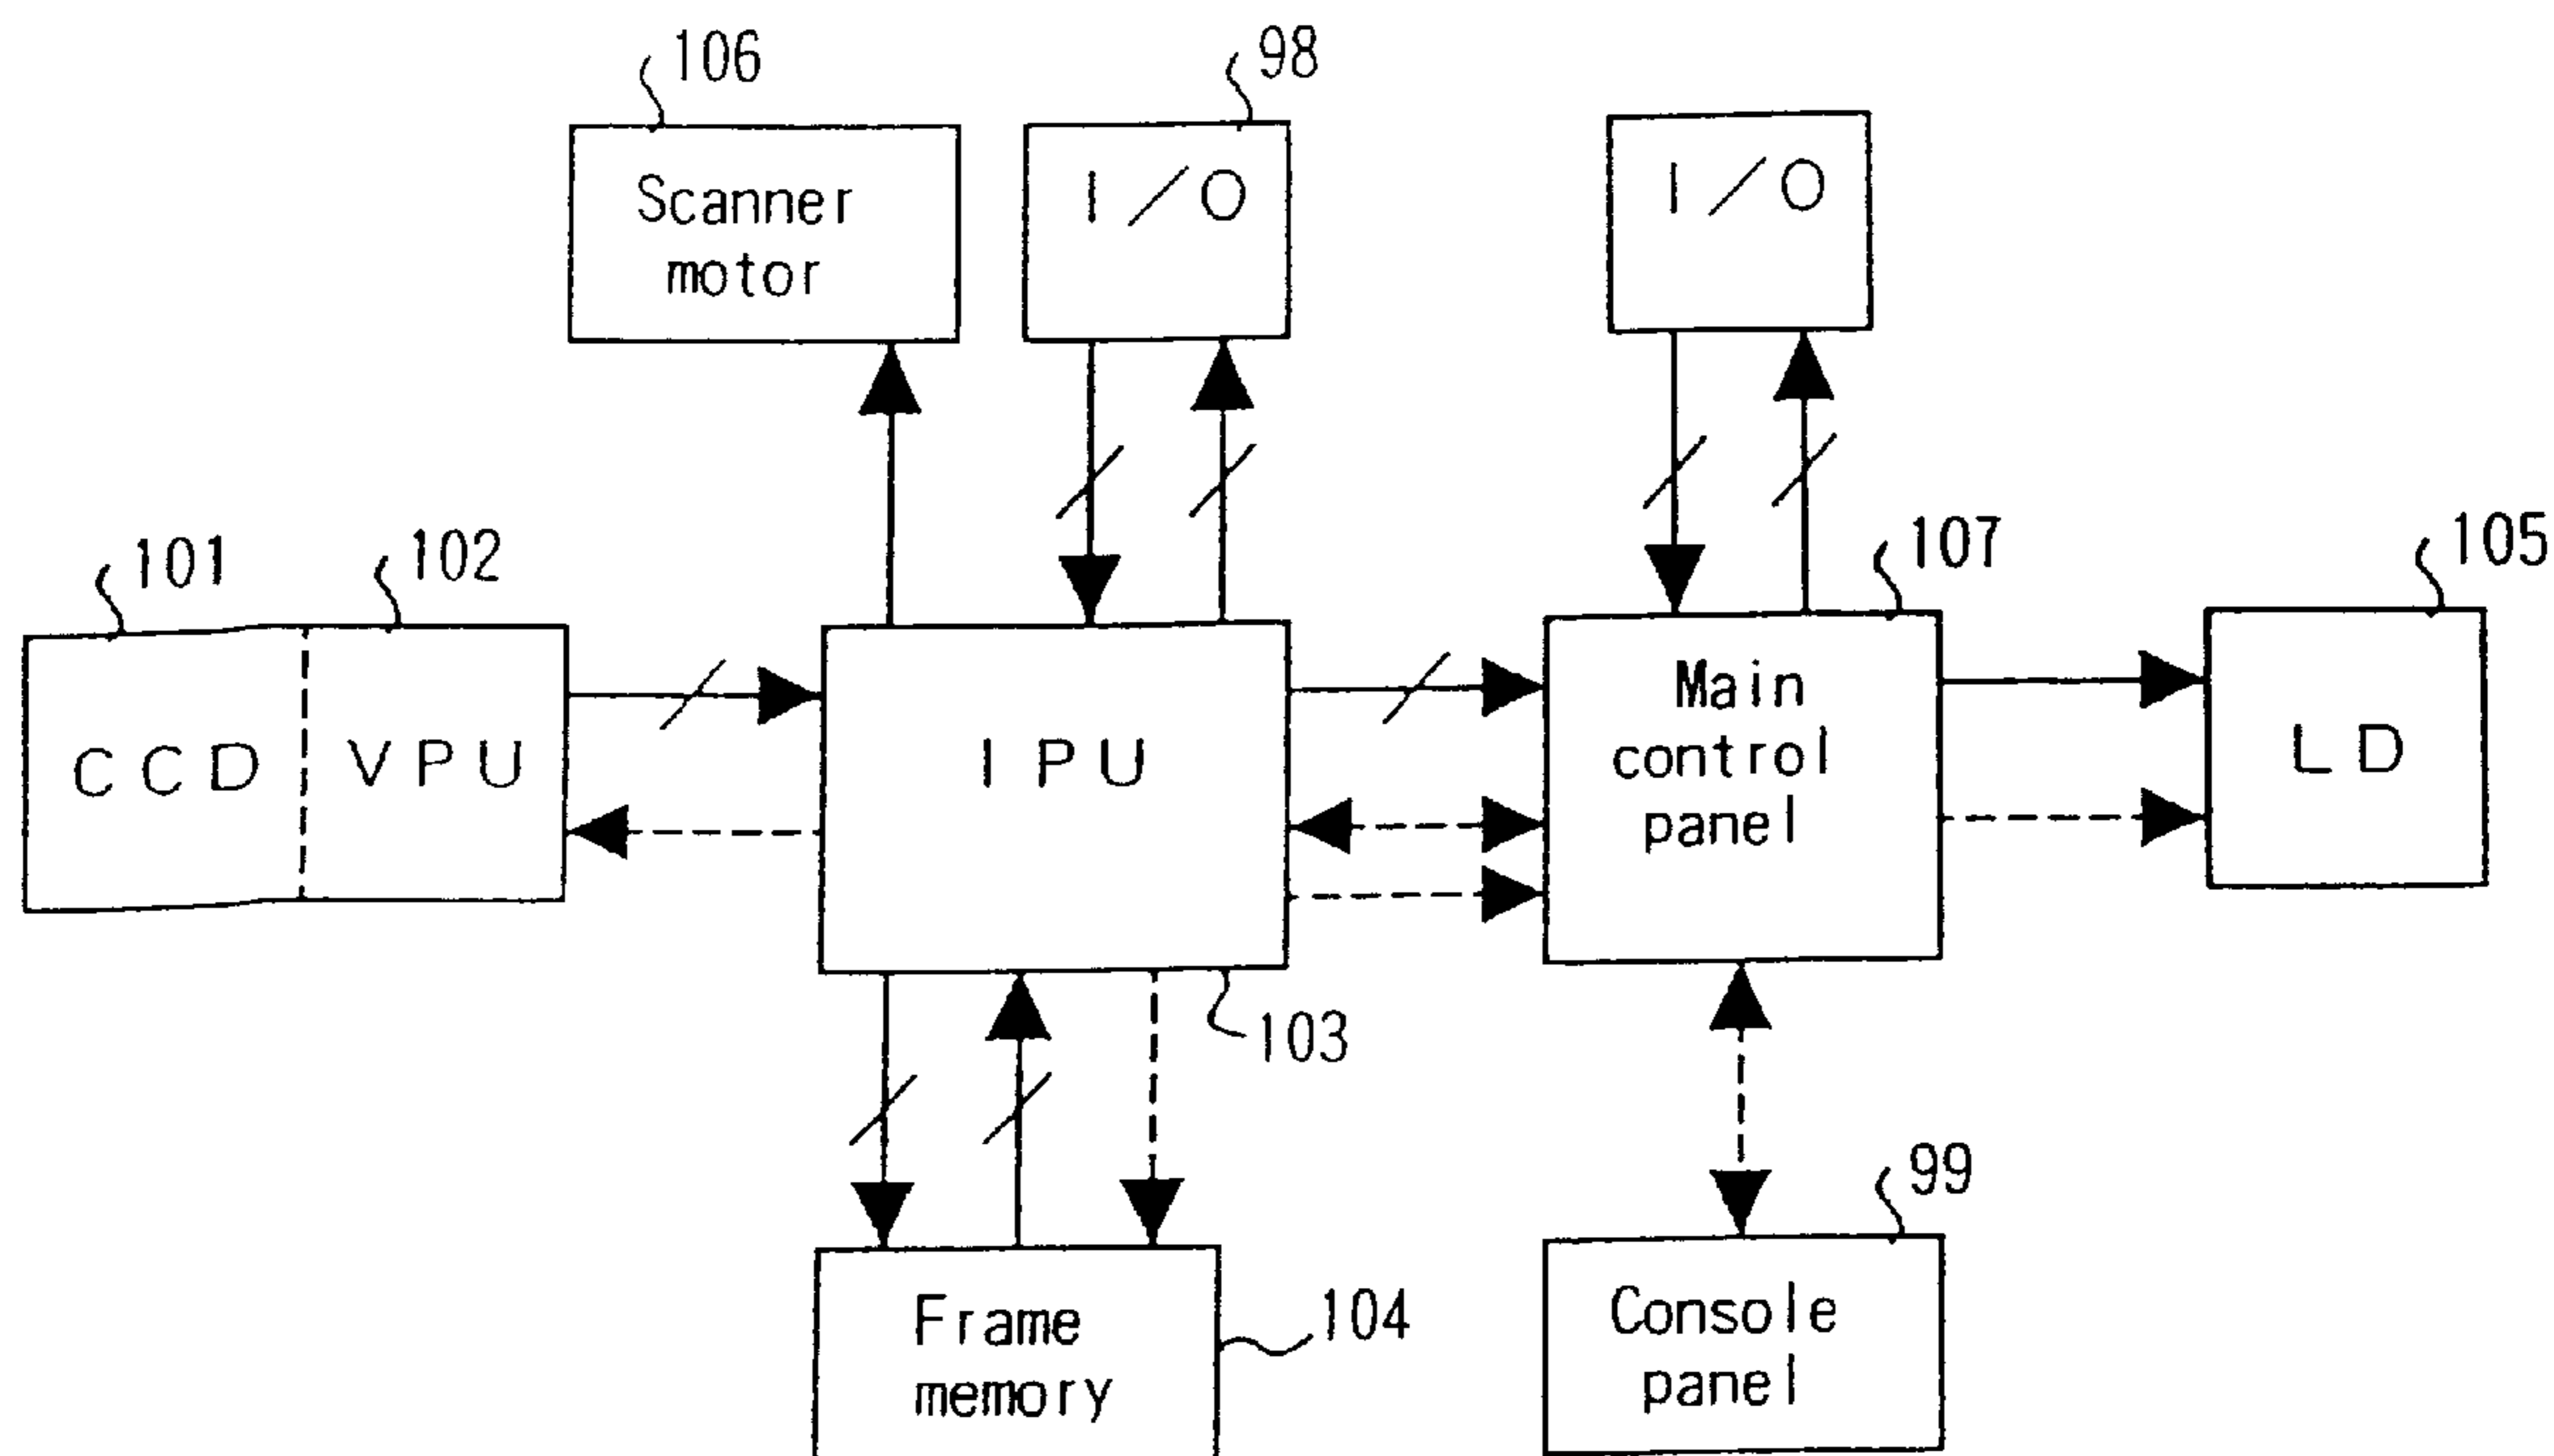 106
98
Scanner
motor
I/O
I/O
101
102
107
105
CCD
VPU
IPU
Main
control
panel
LD
103
99
Frame
memory
104
Console
panel